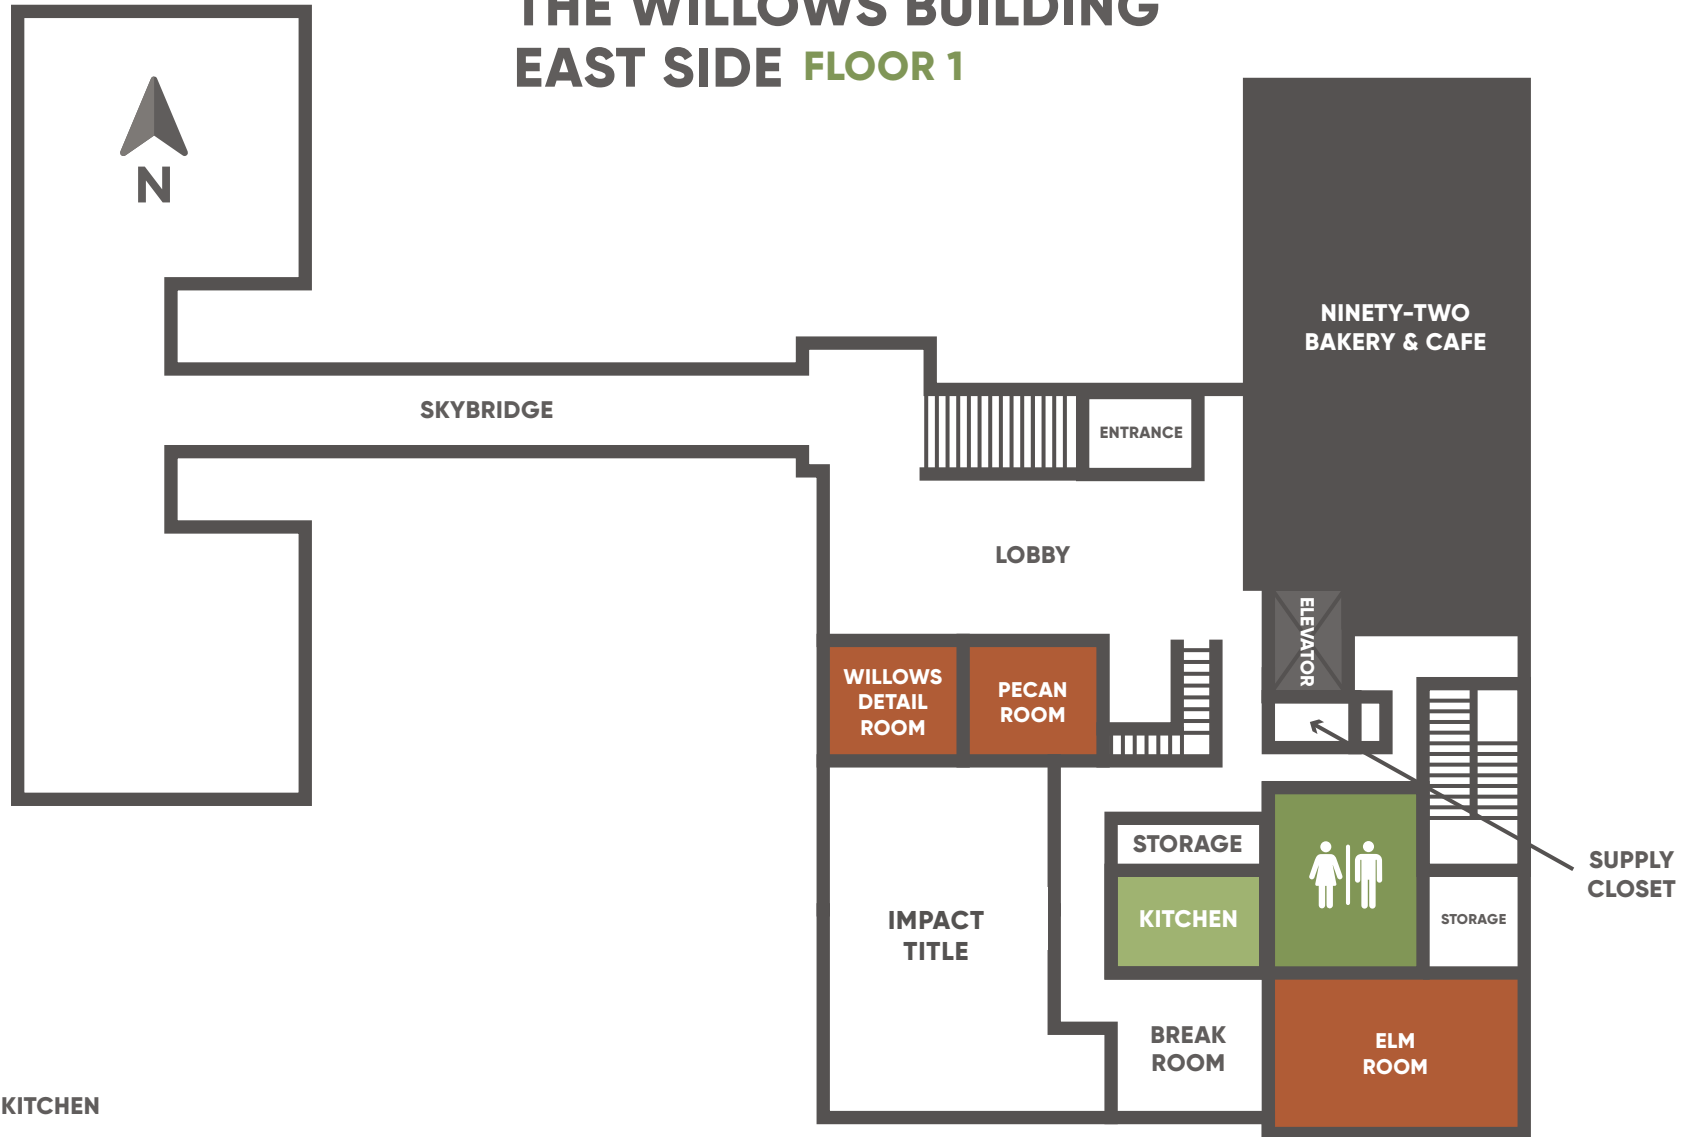 THE WILLOWS BUILDING
EAST SIDE FLOOR 1
N
NINETY-TWO
BAKERY & CAFE
SKYBRIDGE
ENTRANCE
LOBBY
ELEVATOR
WILLOWS
DETAIL
ROOM
PECAN
ROOM
STORAGE
SUPPLY
CLOSET
KITCHEN
STORAGE
IMPACT
TITLE
BREAK
ROOM
ELM
ROOM
KITCHEN